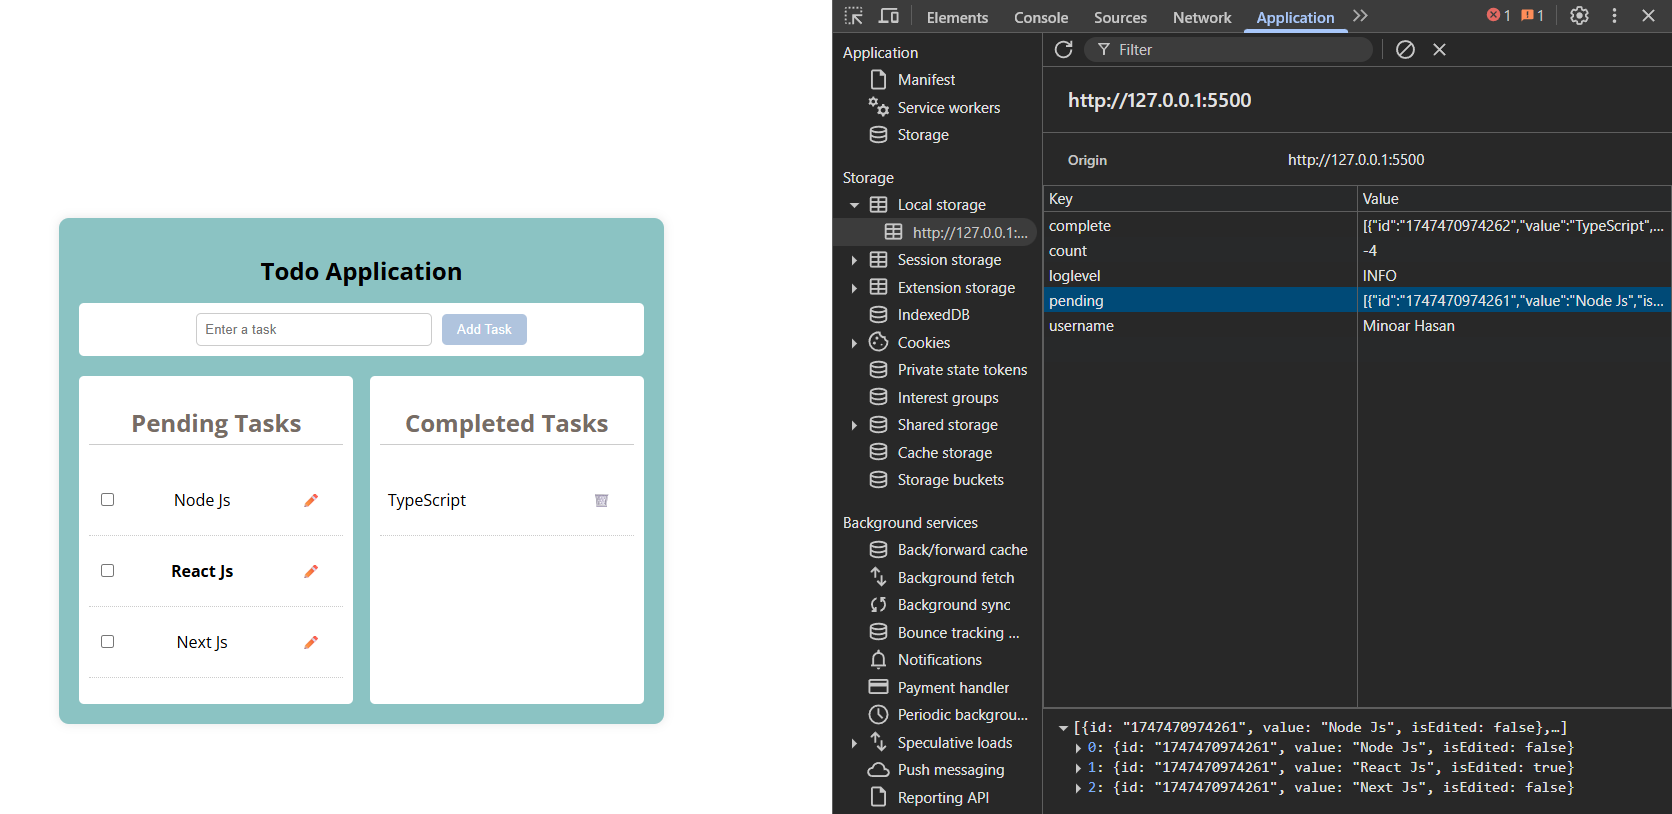 Todo Application
Enter a task
Add Task
Pending Tasks
Node Js
React Js
Next Js
Completed Tasks
TypeScript
Elements Console Sources Network Application 1 1
Application
Manifest
Service workers
Storage
Storage
Local storage
http://127.0.0.1:...
Session storage
Extension storage
IndexedDB
Cookies
Private state tokens
Interest groups
Shared storage
Cache storage
Storage buckets
Background services
Back/forward cache
Background fetch
Background sync
Bounce tracking ...
Notifications
Payment handler
Periodic backgrou...
Speculative loads
Push messaging
Reporting API
Filter
http://127.0.0.1:5500
Origin http://127.0.0.1:5500
Key Value
complete [{"id":"1747470974262","value":"TypeScript",...
count -4
loglevel INFO
pending [{"id":"1747470974261","value":"Node Js","is...
username Minoar Hasan
[{id: "1747470974261", value: "Node Js", isEdited: false},…]
0: {id: "1747470974261", value: "Node Js", isEdited: false}
1: {id: "1747470974261", value: "React Js", isEdited: true}
2: {id: "1747470974261", value: "Next Js", isEdited: false}